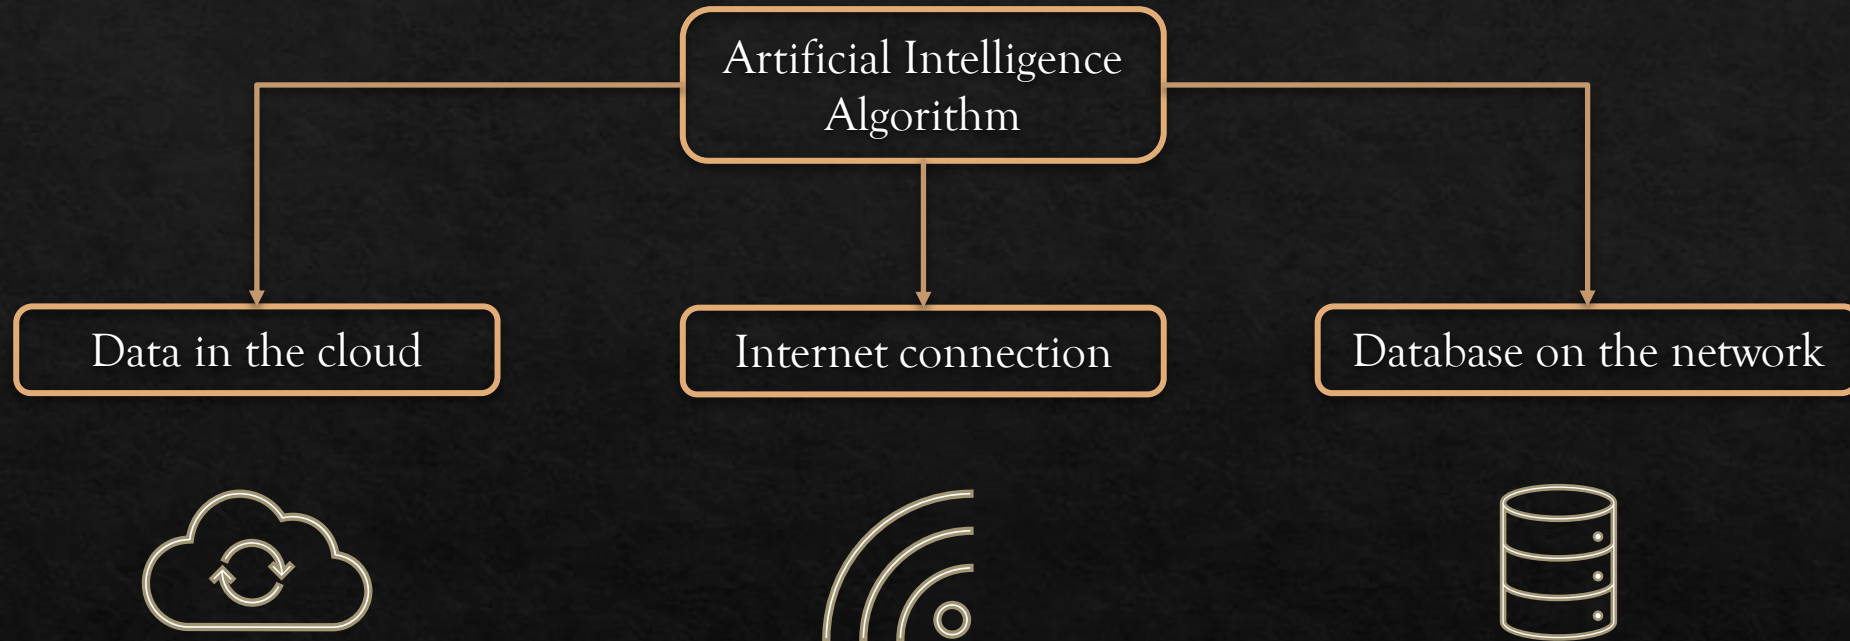 Artificial Intelligence
Algorithm
Data in the cloud
Internet connection
Database on the network